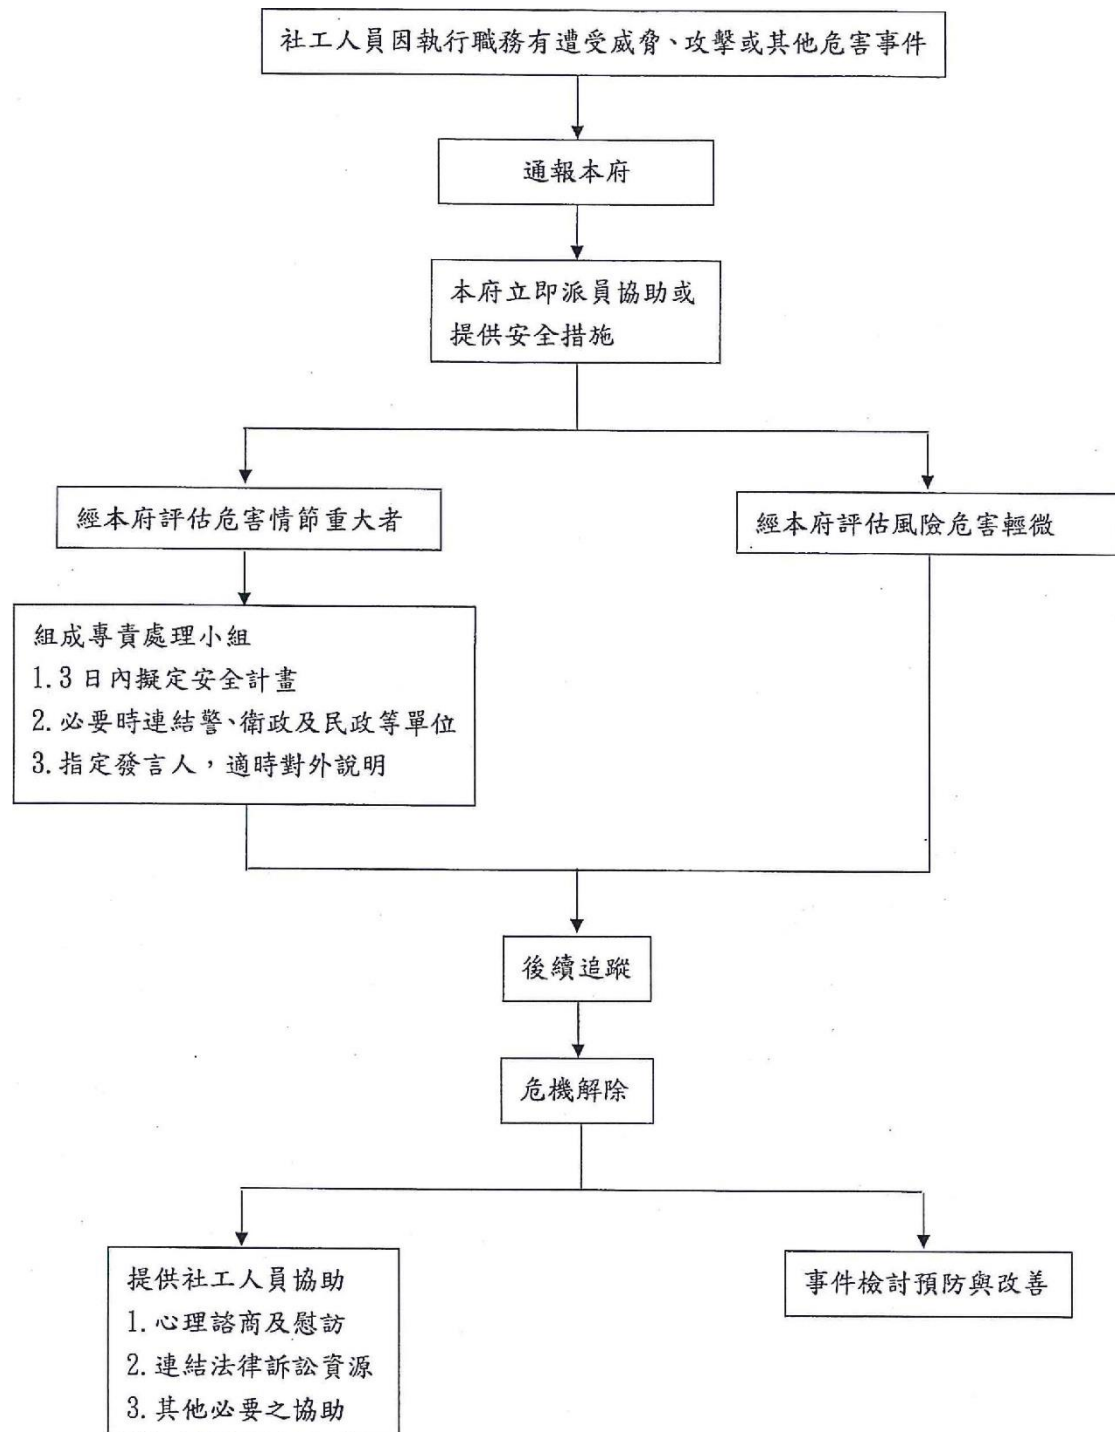 社工人員因執行職務有遭受威脅、攻擊或其他危害事件
通報本府
本府立即派員協助或
提供安全措施
經本府評估危害情節重大者
經本府評估風險危害輕微
組成專責處理小組
1.3 日內擬定安全計畫
2.必要時連結警、衛政及民政等單位
3.指定發言人，適時對外說明
後續追蹤
危機解除
提供社工人員協助
1.心理諮商及慰訪
2.連結法律訴訟資源
3.其他必要之協助
事件檢討預防與改善